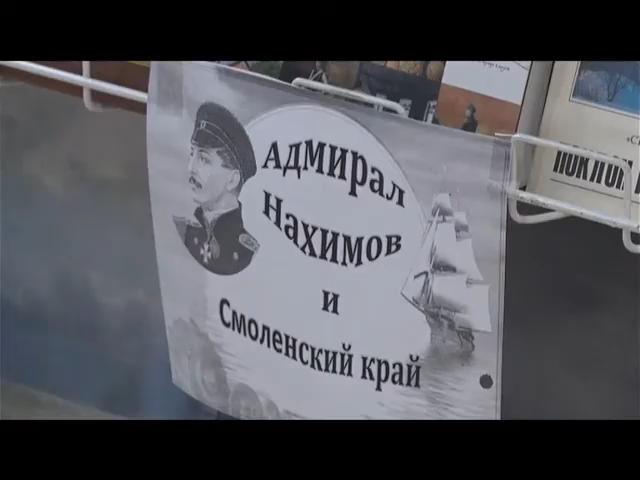 Адмирал
Нахимов
и
Смоленский край